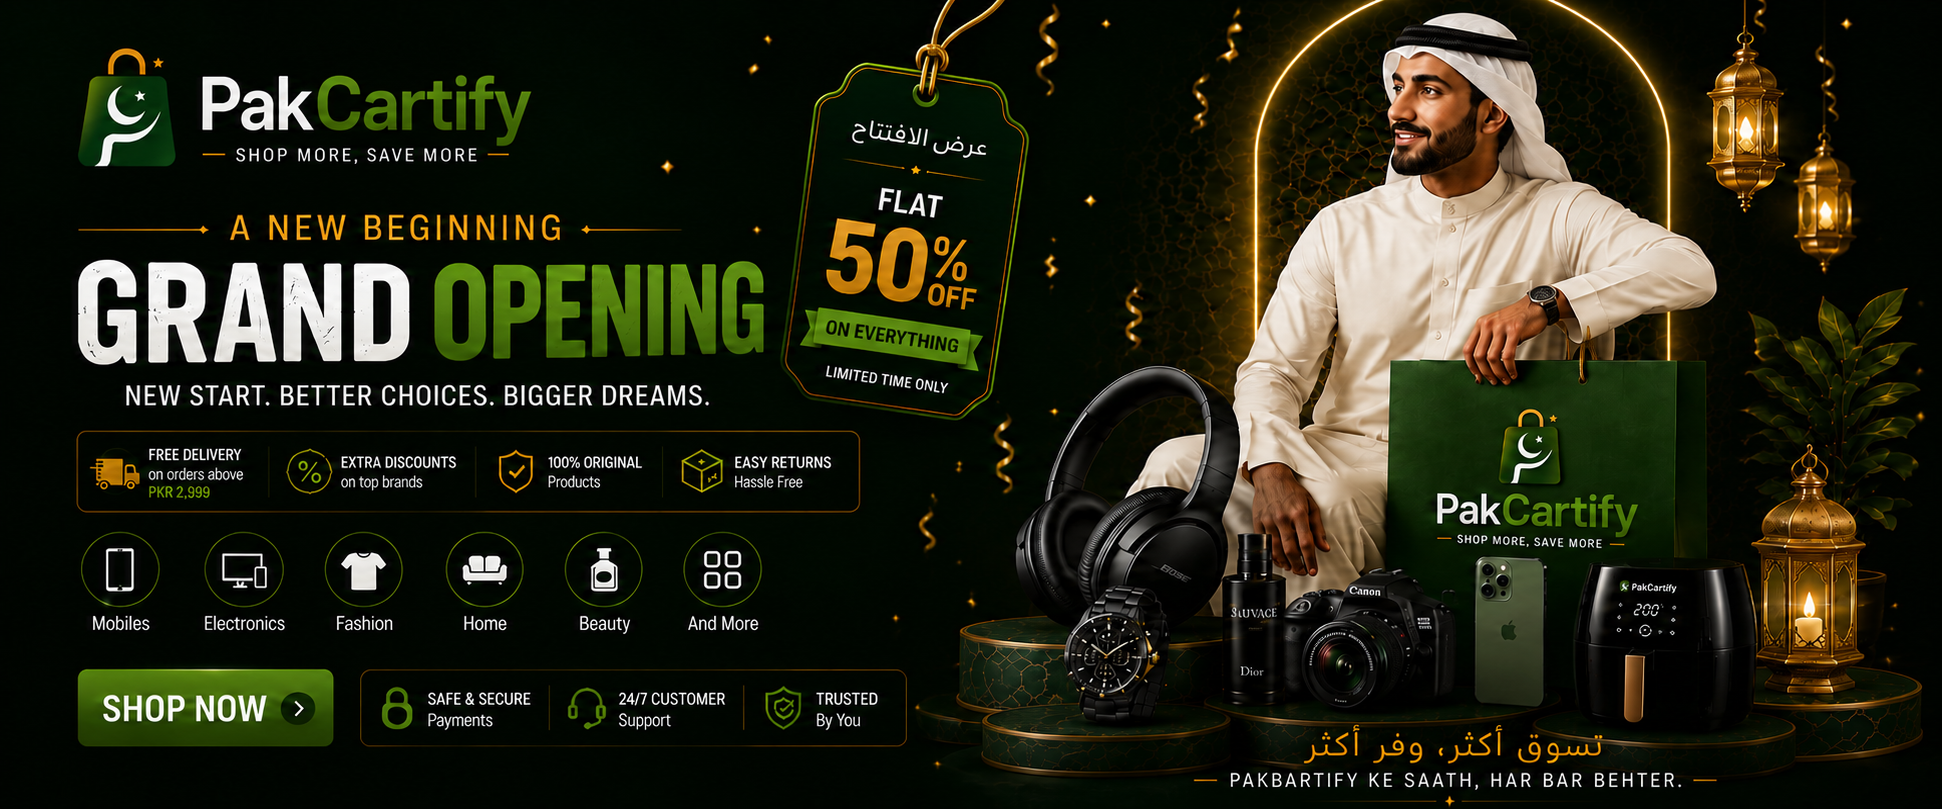 PakCartify
SHOP MORE, SAVE MORE
A NEW BEGINNING
GRAND OPENING
NEW START. BETTER CHOICES. BIGGER DREAMS.
FREE DELIVERY
on orders above
PKR 2,999
EXTRA DISCOUNTS
on top brands
100% ORIGINAL
Products
EASY RETURNS
Hassle Free
Mobiles
Electronics
Fashion
Home
Beauty
And More
SHOP NOW
SAFE & SECURE
Payments
24/7 CUSTOMER
Support
TRUSTED
By You
عرض الافتتاح
FLAT
50%
OFF
ON EVERYTHING
LIMITED TIME ONLY
PakCartify
SHOP MORE, SAVE MORE
BOSE
SAUVAGE
Dior
Canon
PakCartify
200°
تسوق أكثر، وفر أكثر
PAKBARTIFY KE SAATH, HAR BAR BEHTER.